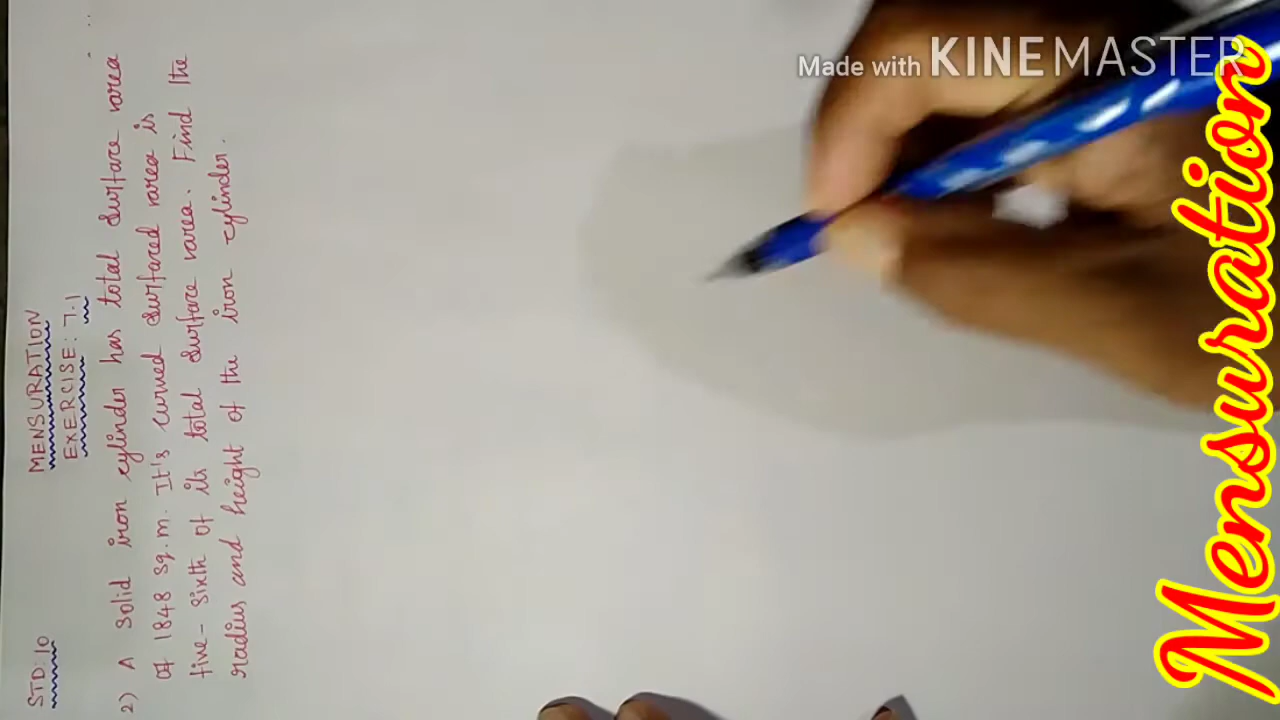 STD: 10
MENSURATION
EXERCISE: 7.1
2) A solid iron cylinder has total surface area
of 1848 sq.m. It's curved surfared area is
five-sixth of its total surface area. Find the
radius and height of the iron cylinder.
Made with KINEMASTER
Mensuration